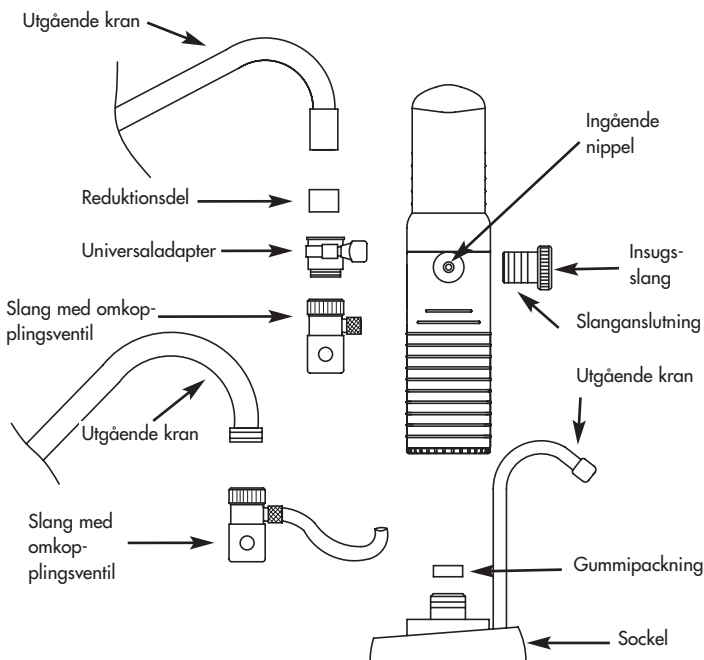 Utgående kran
Ingående
nippel
Reduktionsdel
Universaladapter
Insugs-
slang
Slang med omkop-
plingsventil
Slanganslutning
Utgående kran
Utgående kran
Slang med
omkop-
plingsventil
Gummipackning
Sockel